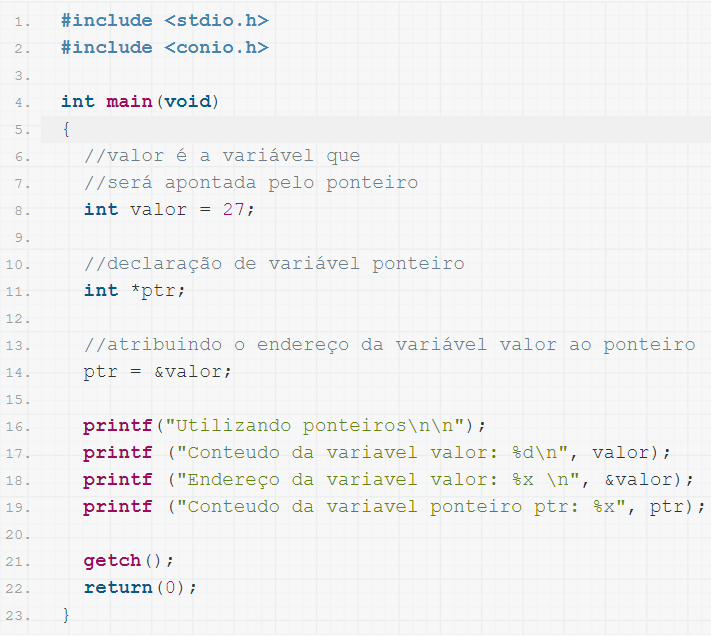 1. #include <stdio.h>
2. #include <conio.h>
3.
4. int main(void)
5. {
6.   //valor é a variável que
7.   //será apontada pelo ponteiro
8.   int valor = 27;
9.
10.   //declaração de variável ponteiro
11.   int *ptr;
12.
13.   //atribuindo o endereço da variável valor ao ponteiro
14.   ptr = &valor;
15.
16.   printf("Utilizando ponteiros\n\n");
17.   printf ("Conteudo da variavel valor: %d\n", valor);
18.   printf ("Endereço da variavel valor: %x \n", &valor);
19.   printf ("Conteudo da variavel ponteiro ptr: %x", ptr);
20.
21.   getch();
22.   return(0);
23. }